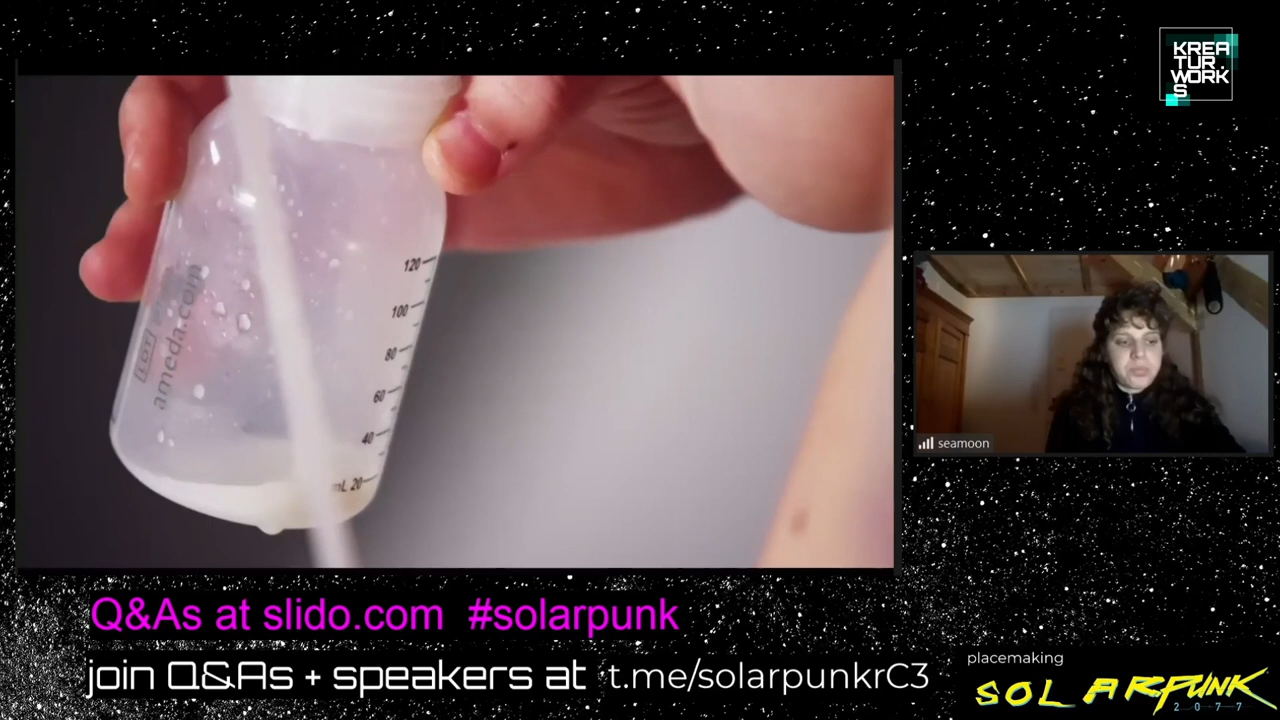 KREA
TUR.
WORK
S
120
100
80
60
40
mL 20
LOT
ameda.com
seamoon
Q&As at slido.com #solarpunk
join Q&As + speakers at t.me/solarpunkrC3
placemaking
SOLARPUNK
2077